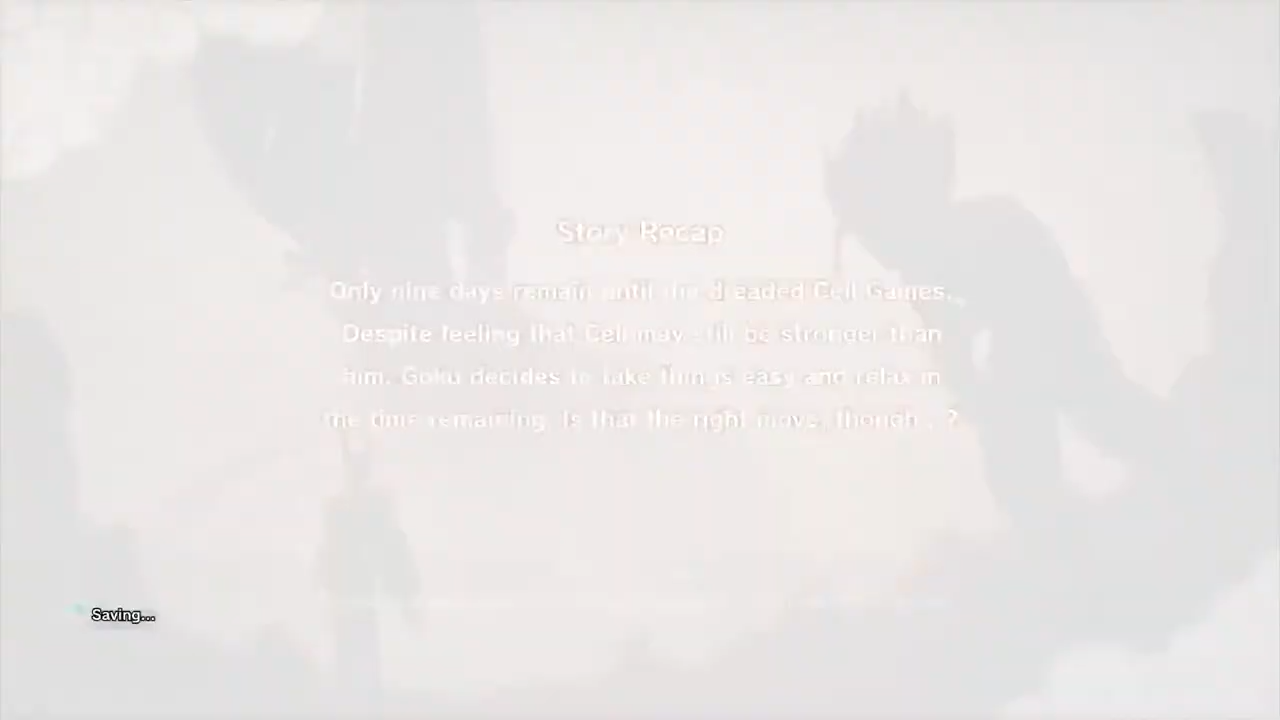 Story Recap
Only nine days remain until the dreaded Cell Games.
Despite feeling that Cell may still be stronger than
him, Goku decides to take things easy and relax in
the time remaining. Is that the right move, though...?
Saving...